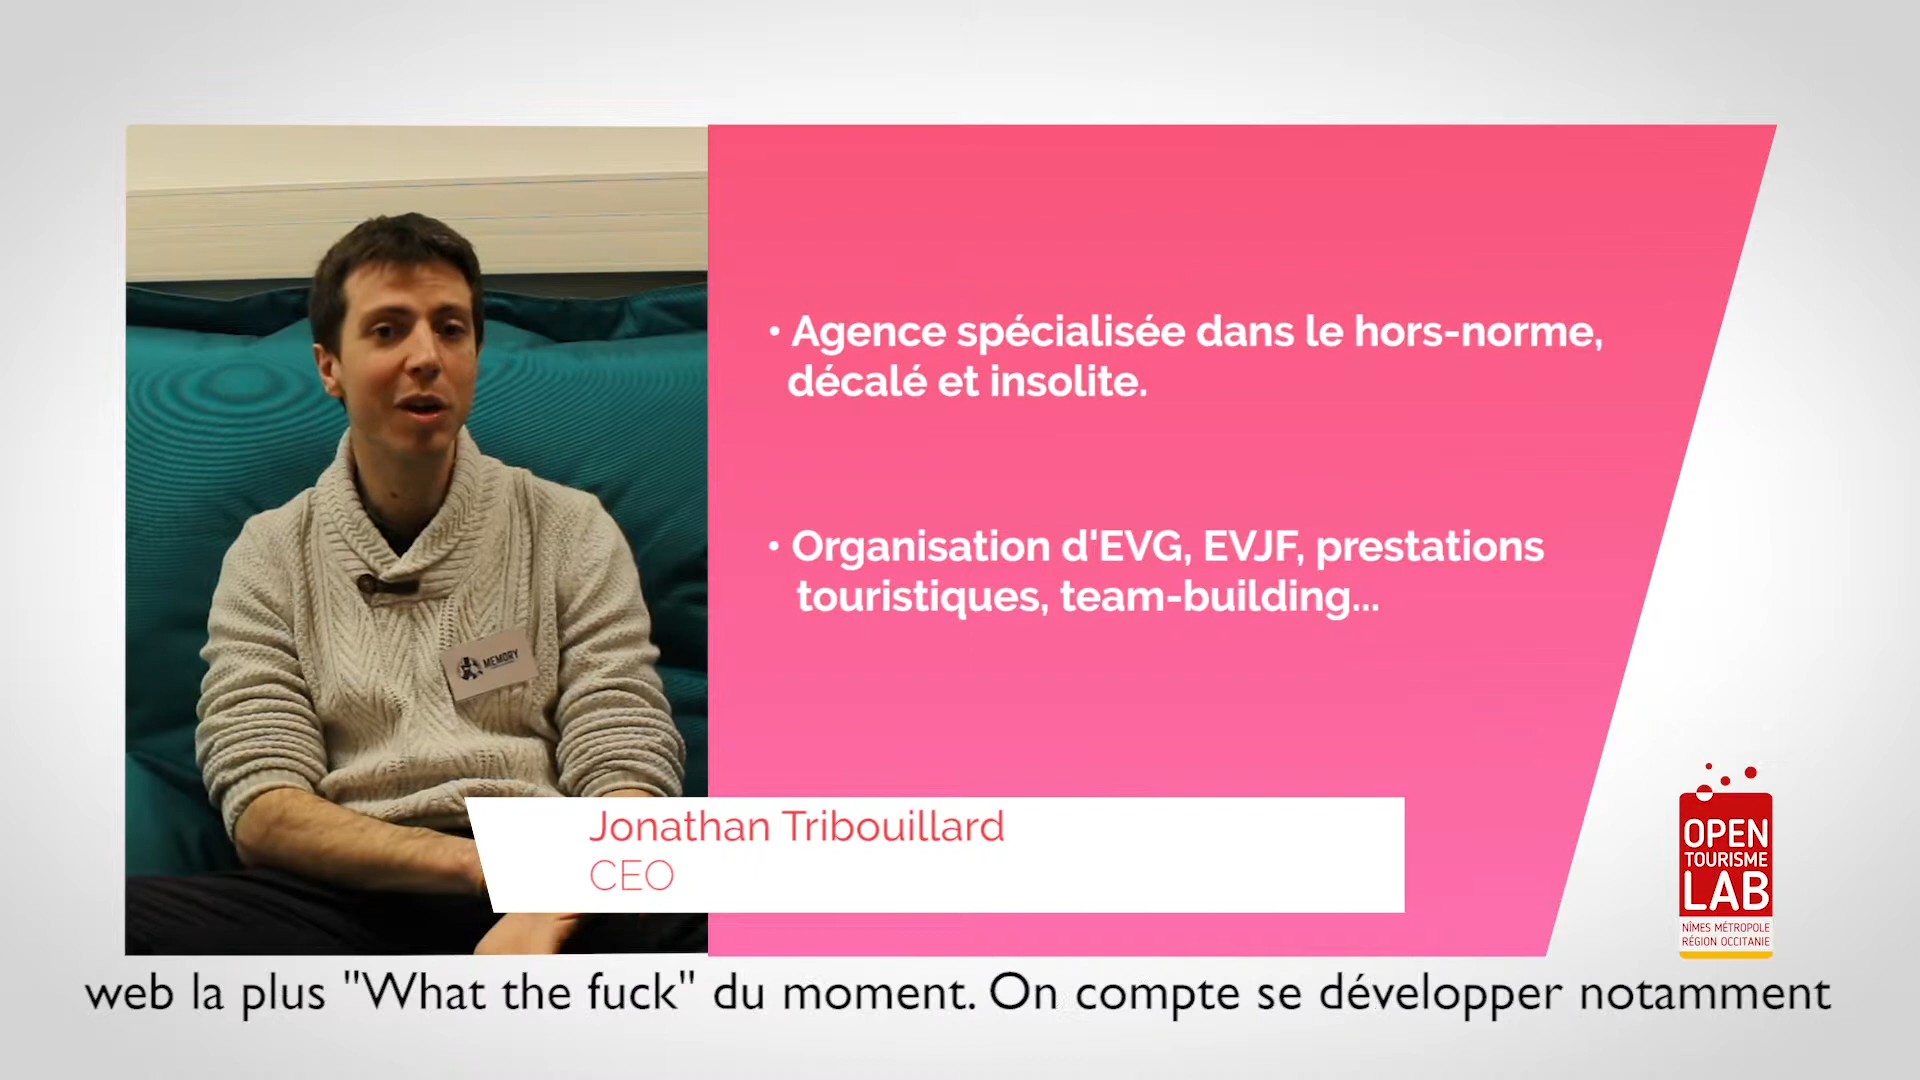 • Agence spécialisée dans le hors-norme,
décalé et insolite.
• Organisation d'EVG, EVJF, prestations
touristiques, team-building...
MEMORY
Jonathan Tribouillard
CEO
OPEN
TOURISME
LAB
NÎMES MÉTROPOLE
RÉGION OCCITANIE
web la plus "What the fuck" du moment. On compte se développer notamment